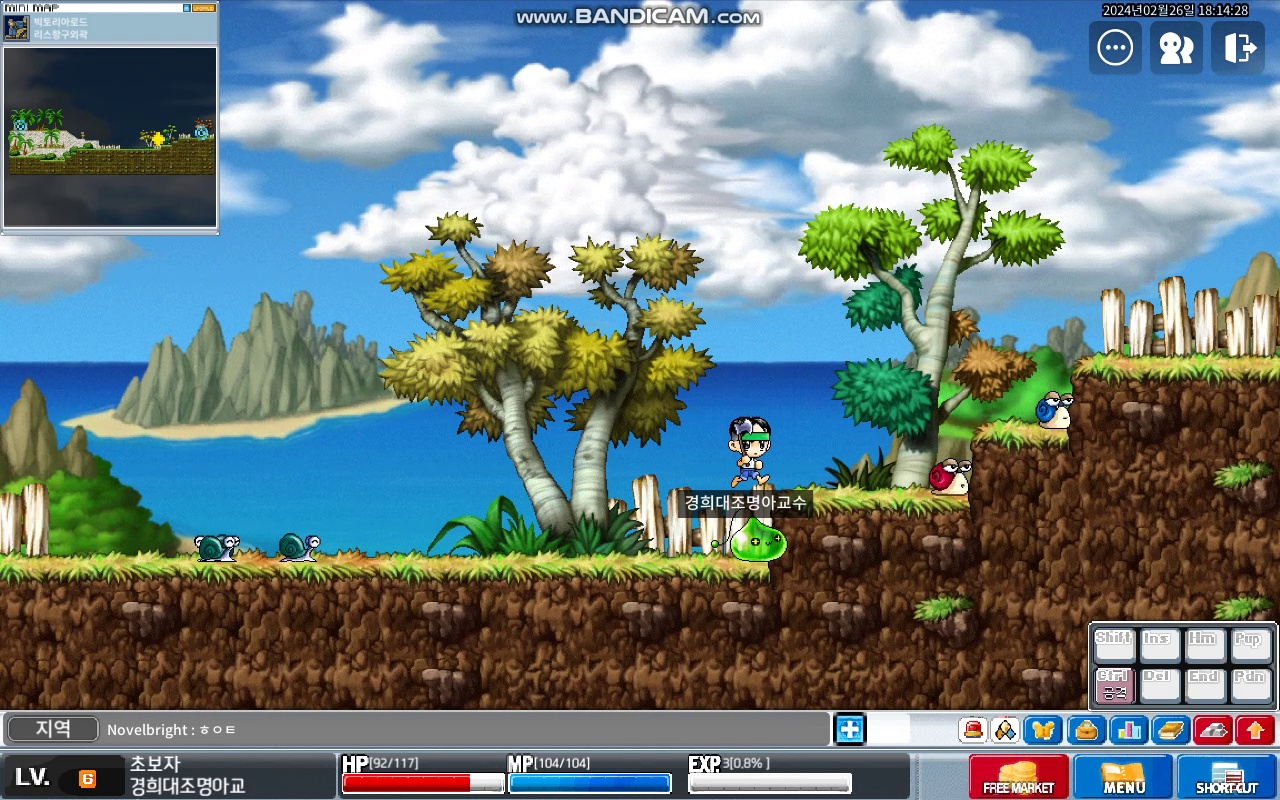 MINI MAP
WORLD
빅토리아로드
리스항구외곽
www.BANDICAM.com
2024년02월26일 18:14:28
경희대조명아교수
Shift Ins Hm Pup
Ctrl Del End Pdn
공격
지역 Novelbright : ㅎㅇㅌ
LV. 6
초보자
경희대조명아교
HP[92/117]
MP[104/104]
EXP 3[0.8% ]
FREE MARKET
MENU
SHORTCUT